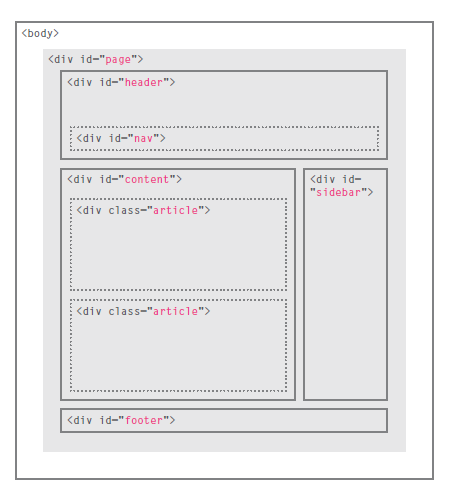 <body>
<div id="page">
<div id="header">
<div id="nav">
<div id="content">
<div id=
"sidebar">
<div class="article">
<div class="article">
<div id="footer">